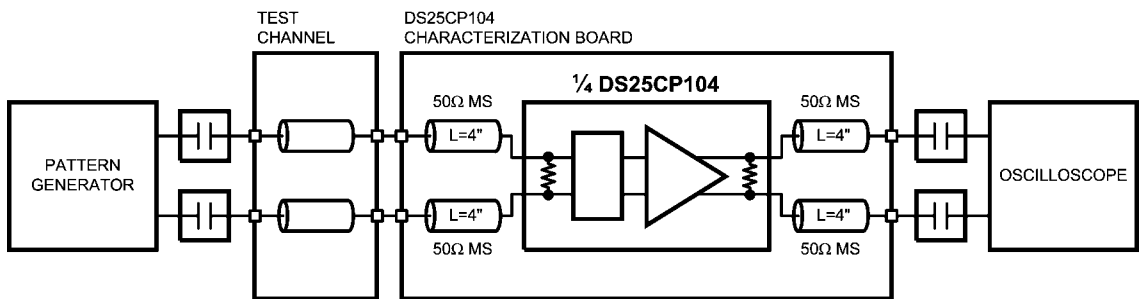 TEST
CHANNEL
DS25CP104
CHARACTERIZATION BOARD
¼ DS25CP104
50Ω MS
50Ω MS
L=4"
L=4"
PATTERN
GENERATOR
OSCILLOSCOPE
L=4"
L=4"
50Ω MS
50Ω MS